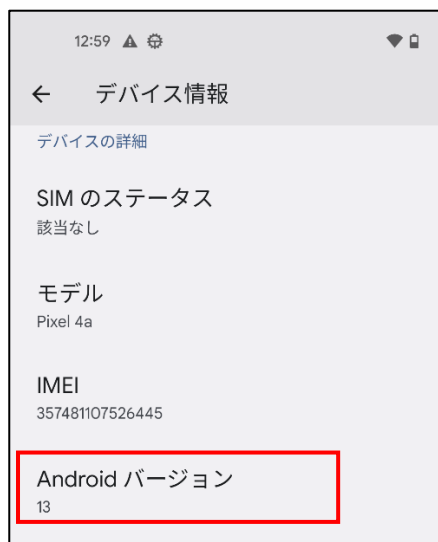 12:59
デバイス情報
デバイスの詳細
SIM のステータス
該当なし
モデル
Pixel 4a
IMEI
357481107526445
Android バージョン
13